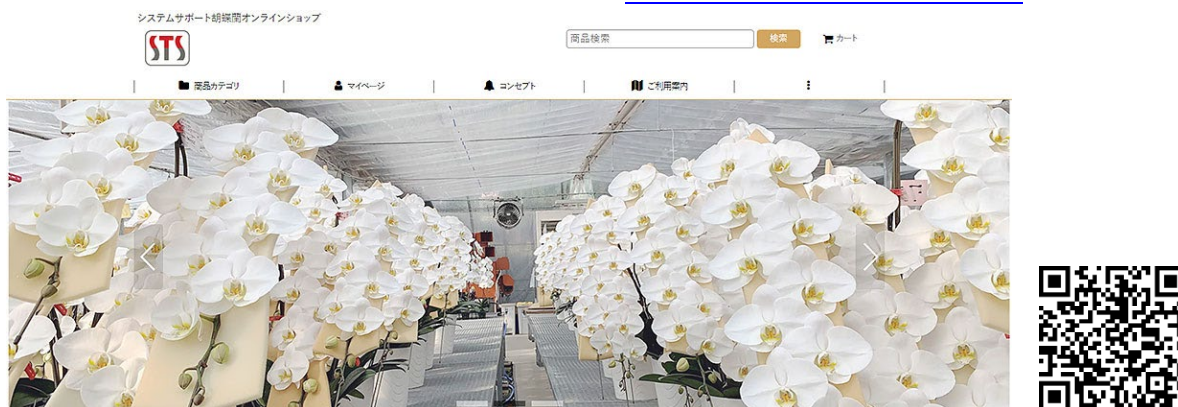 システムサポート胡蝶蘭オンラインショップ
STS
商品検索
検索
カート
商品カテゴリ
マイページ
コンセプト
ご利用案内